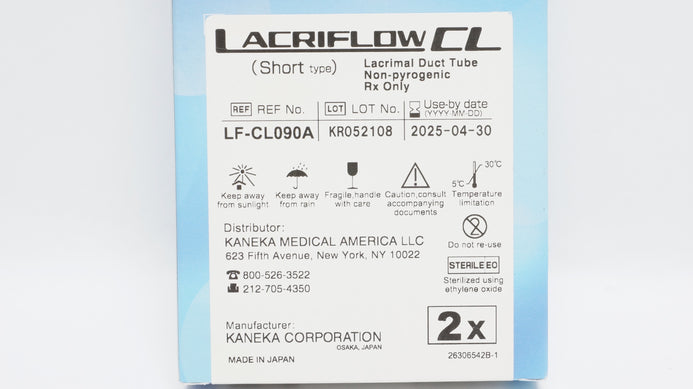 LACRIFLOW CL
(Short type)
Lacrimal Duct Tube
Non-pyrogenic
Rx Only
REF REF No.
LOT LOT No.
Use-by date
(YYYY-MM-DD)
LF-CL090A
KR052108
2025-04-30
Keep away
from sunlight
Keep away
from rain
Fragile,handle
with care
Caution,consult
accompanying
documents
5℃ 30℃
Temperature
limitation
2
Do not re-use
STERILE EO
Sterilized using
ethylene oxide
Distributor:
KANEKA MEDICAL AMERICA LLC
623 Fifth Avenue, New York, NY 10022
800-526-3522
212-705-4350
Manufacturer:
KANEKA CORPORATION
OSAKA, JAPAN
MADE IN JAPAN
2x
26306542B-1